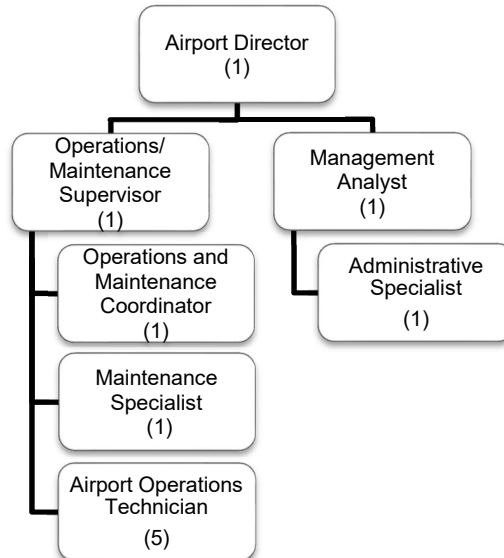 Airport Director
(1)
Operations/
Maintenance
Supervisor
(1)
Management
Analyst
(1)
Operations and
Maintenance
Coordinator
(1)
Administrative
Specialist
(1)
Maintenance
Specialist
(1)
Airport Operations
Technician
(5)